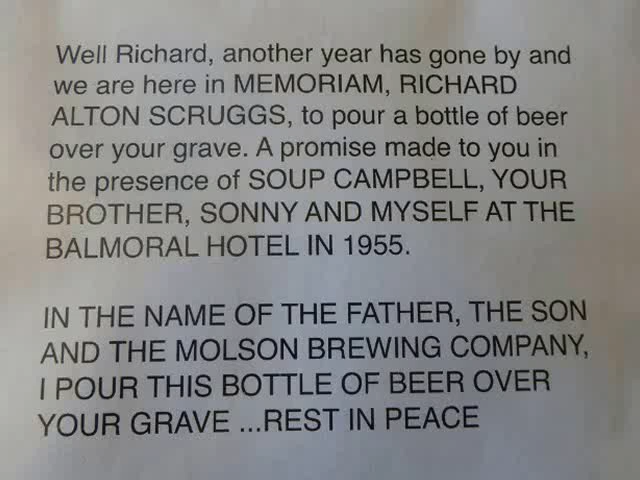 Well Richard, another year has gone by and
we are here in MEMORIAM, RICHARD
ALTON SCRUGGS, to pour a bottle of beer
over your grave. A promise made to you in
the presence of SOUP CAMPBELL, YOUR
BROTHER, SONNY AND MYSELF AT THE
BALMORAL HOTEL IN 1955.
IN THE NAME OF THE FATHER, THE SON
AND THE MOLSON BREWING COMPANY,
I POUR THIS BOTTLE OF BEER OVER
YOUR GRAVE ...REST IN PEACE